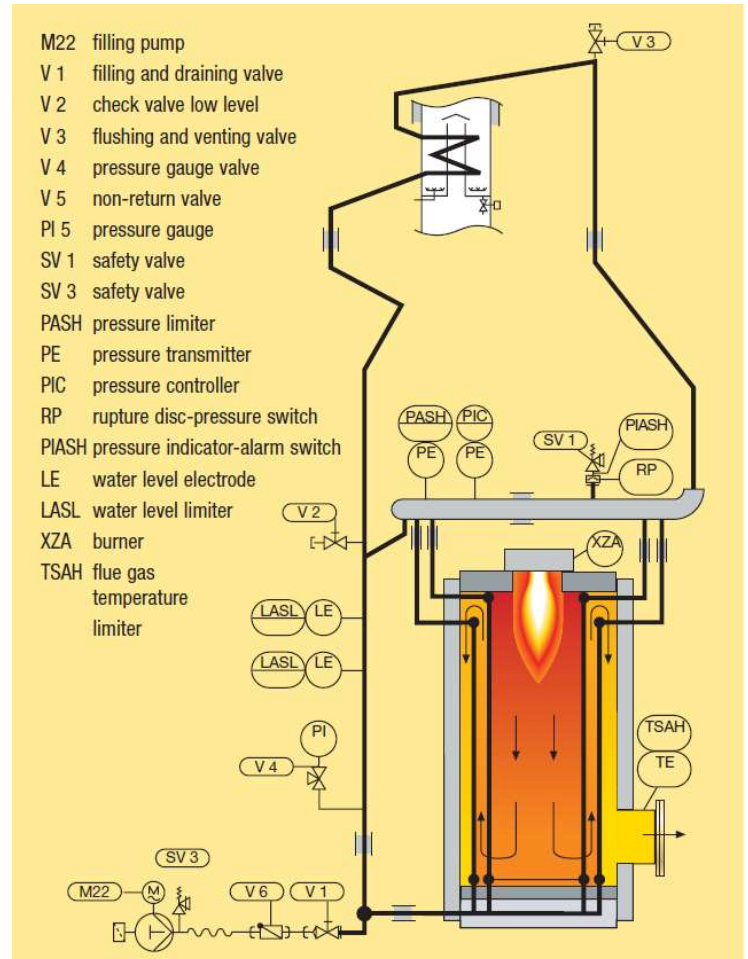 M22 filling pump
V 1 filling and draining valve
V 2 check valve low level
V 3 flushing and venting valve
V 4 pressure gauge valve
V 5 non-return valve
PI 5 pressure gauge
SV 1 safety valve
SV 3 safety valve
PASH pressure limiter
PE pressure transmitter
PIC pressure controller
RP rupture disc-pressure switch
PIASH pressure indicator-alarm switch
LE water level electrode
LASL water level limiter
XZA burner
TSAH flue gas
temperature
limiter
V 3
PASH
PIC
PE
PE
SV 1
PIASH
RP
V 2
XZA
LASL
LE
LASL
LE
PI
V 4
TSAH
TE
SV 3
M22
M
V 6
V 1